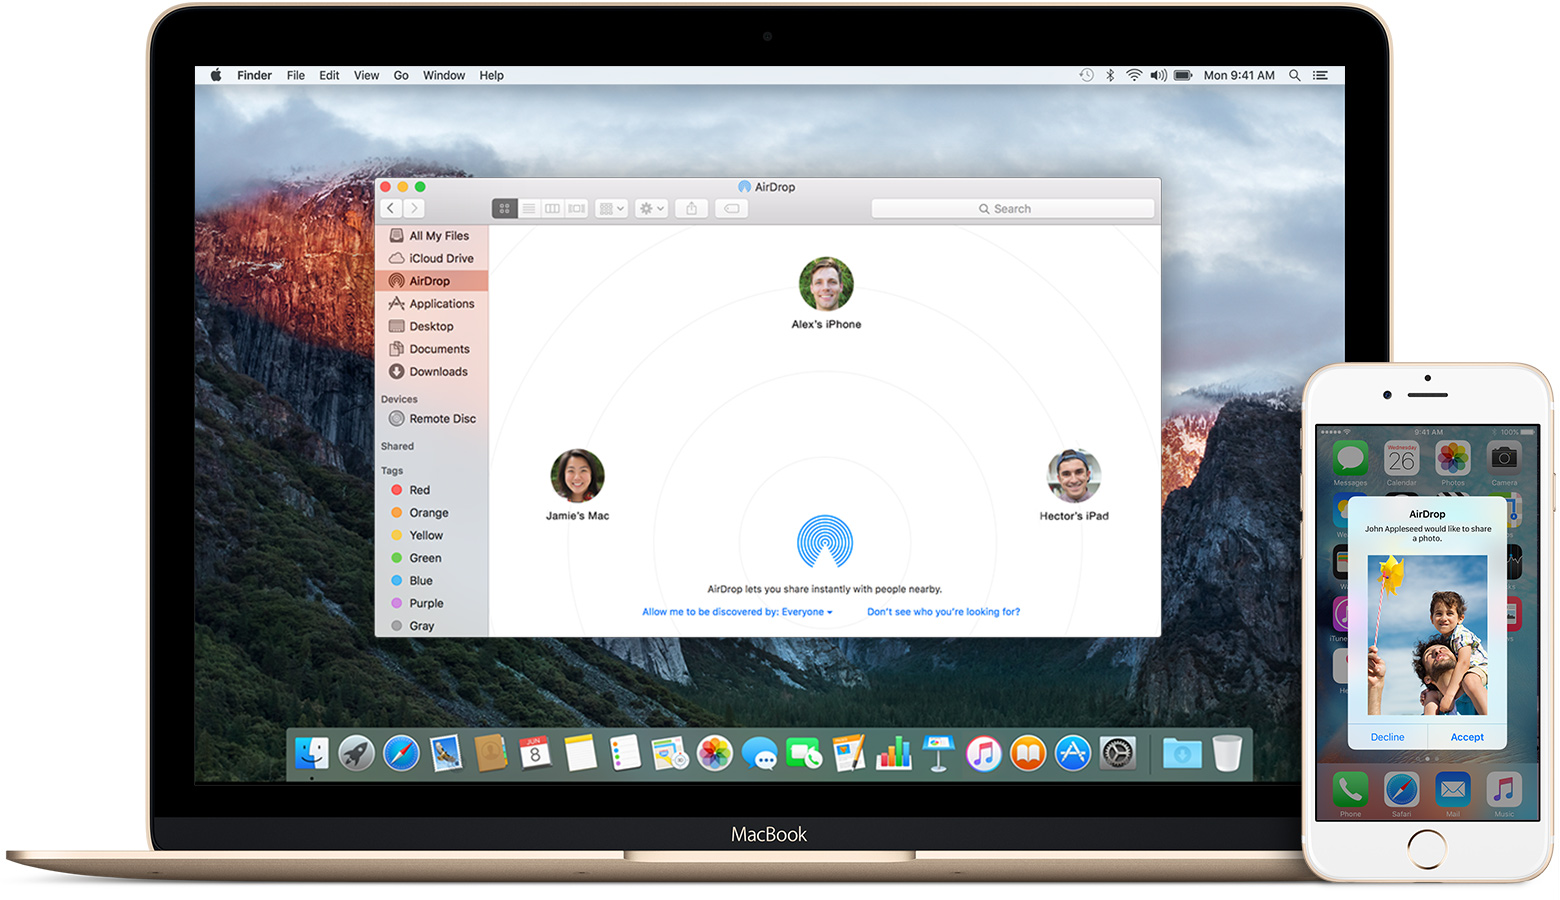 Finder File Edit View Go Window Help
Mon 9:41 AM
AirDrop
Search
All My Files
iCloud Drive
AirDrop
Applications
Desktop
Documents
Downloads
Devices
Remote Disc
Shared
Tags
Red
Orange
Yellow
Green
Blue
Purple
Gray
Alex's iPhone
Jamie's Mac
Hector's iPad
AirDrop lets you share instantly with people nearby.
Allow me to be discovered by: Everyone
Don't see who you're looking for?
JUN
8
MacBook
9:41 AM
100%
Wednesday
26
Messages
Calendar
Photos
Camera
AirDrop
John Appleseed would like to share
a photo.
Decline
Accept
Phone
Safari
Mail
Music